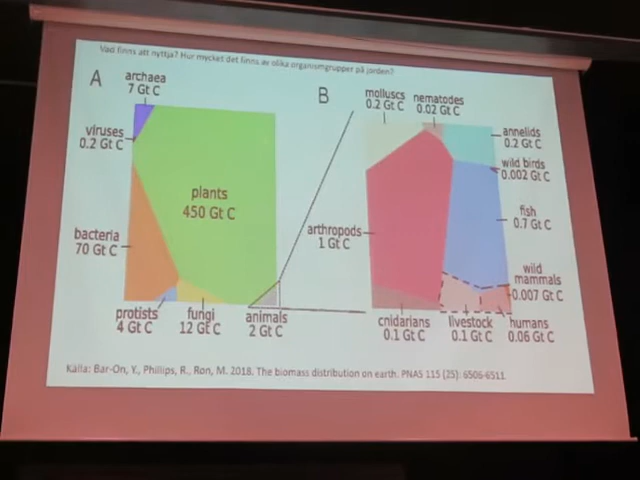 Vad finns att nyttja? Hur mycket det finns av olika organismgrupper på jorden?
A
archaea
7 Gt C
viruses
0.2 Gt C
plants
450 Gt C
bacteria
70 Gt C
protists
4 Gt C
fungi
12 Gt C
animals
2 Gt C
B
molluscs
0.2 Gt C
nematodes
0.02 Gt C
annelids
0.2 Gt C
wild birds
0.002 Gt C
fish
0.7 Gt C
arthropods
1 Gt C
wild
mammals
0.007 Gt C
cnidarians
0.1 Gt C
livestock
0.1 Gt C
humans
0.06 Gt C
Källa: Bar-On, Y., Phillips, R., Ron, M. 2018. The biomass distribution on earth. PNAS 115 (25): 6506-6511